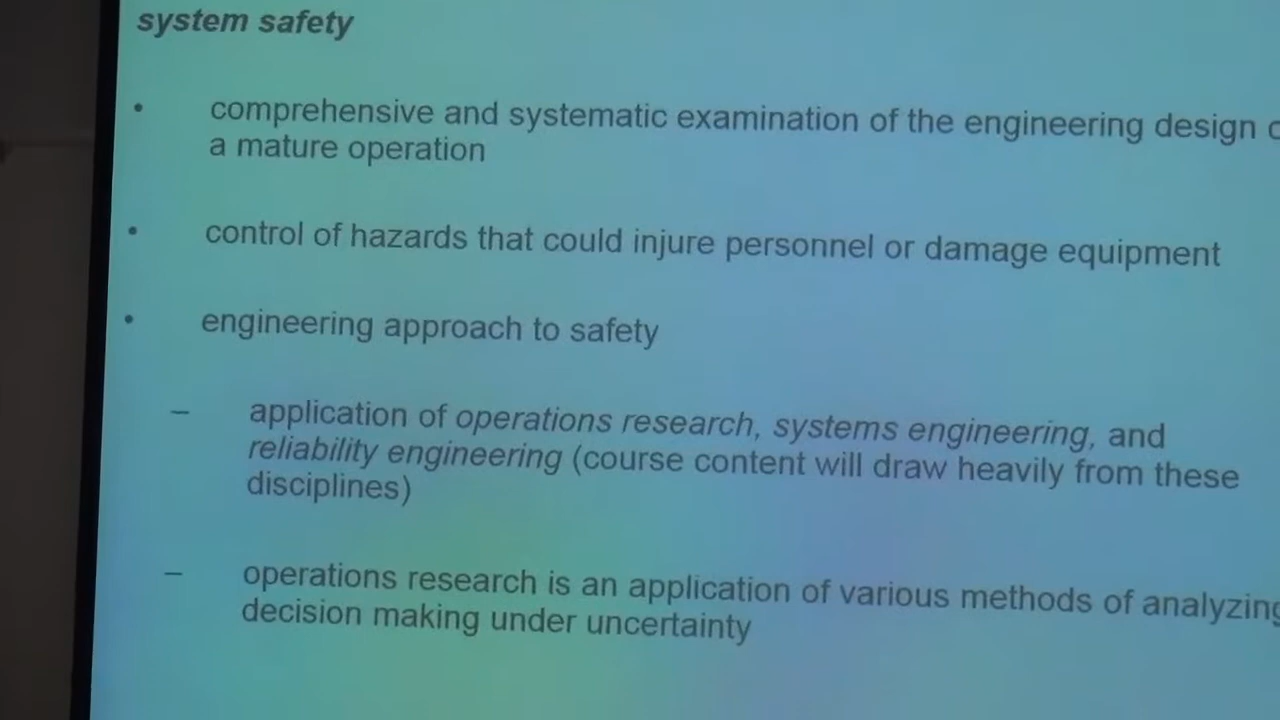 system safety
• comprehensive and systematic examination of the engineering design
a mature operation
• control of hazards that could injure personnel or damage equipment
• engineering approach to safety
– application of operations research, systems engineering, and
reliability engineering (course content will draw heavily from these
disciplines)
– operations research is an application of various methods of analyzing
decision making under uncertainty